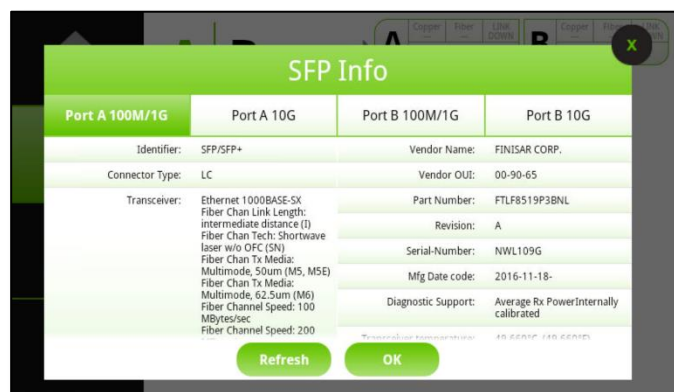 Copper Fiber LINK DOWN
A
B
Copper
X
SFP Info
Port A 100M/1G Port A 10G Port B 100M/1G Port B 10G
Identifier: SFP/SFP+
Connector Type: LC
Transceiver: Ethernet 1000BASE-SX
Fiber Chan Link Length:
intermediate distance (I)
Fiber Chan Tech: Shortwave
laser w/o OFC (SN)
Fiber Chan Tx Media:
Multimode, 50um (M5, M5E)
Fiber Chan Tx Media:
Multimode, 62.5um (M6)
Fiber Channel Speed: 100
MBytes/sec
Fiber Channel Speed: 200
Vendor Name: FINISAR CORP.
Vendor OUI: 00-90-65
Part Number: FTLF8519P3BNL
Revision: A
Serial-Number: NWL109G
Mfg Date code: 2016-11-18-
Diagnostic Support: Average Rx PowerInternally
calibrated
Refresh OK